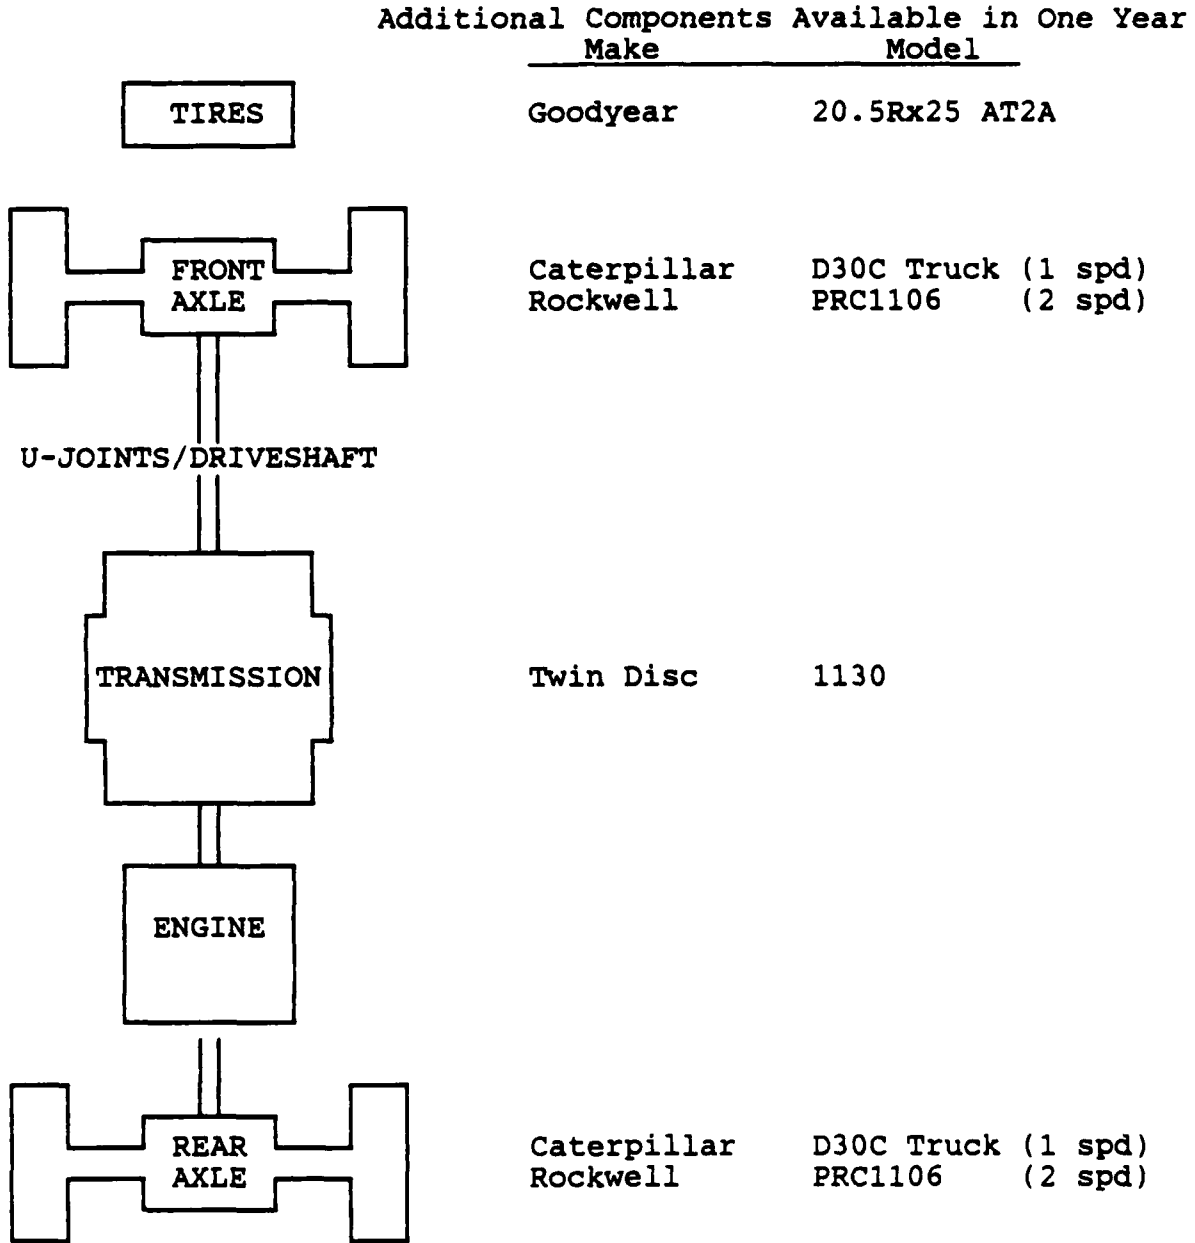 Additional Components Available in One Year
Make Model
TIRES Goodyear 20.5Rx25 AT2A
FRONT Caterpillar D30C Truck (1 spd)
AXLE Rockwell PRC1106 (2 spd)
U-JOINTS/DRIVESHAFT
TRANSMISSION Twin Disc 1130
ENGINE
REAR Caterpillar D30C Truck (1 spd)
AXLE Rockwell PRC1106 (2 spd)